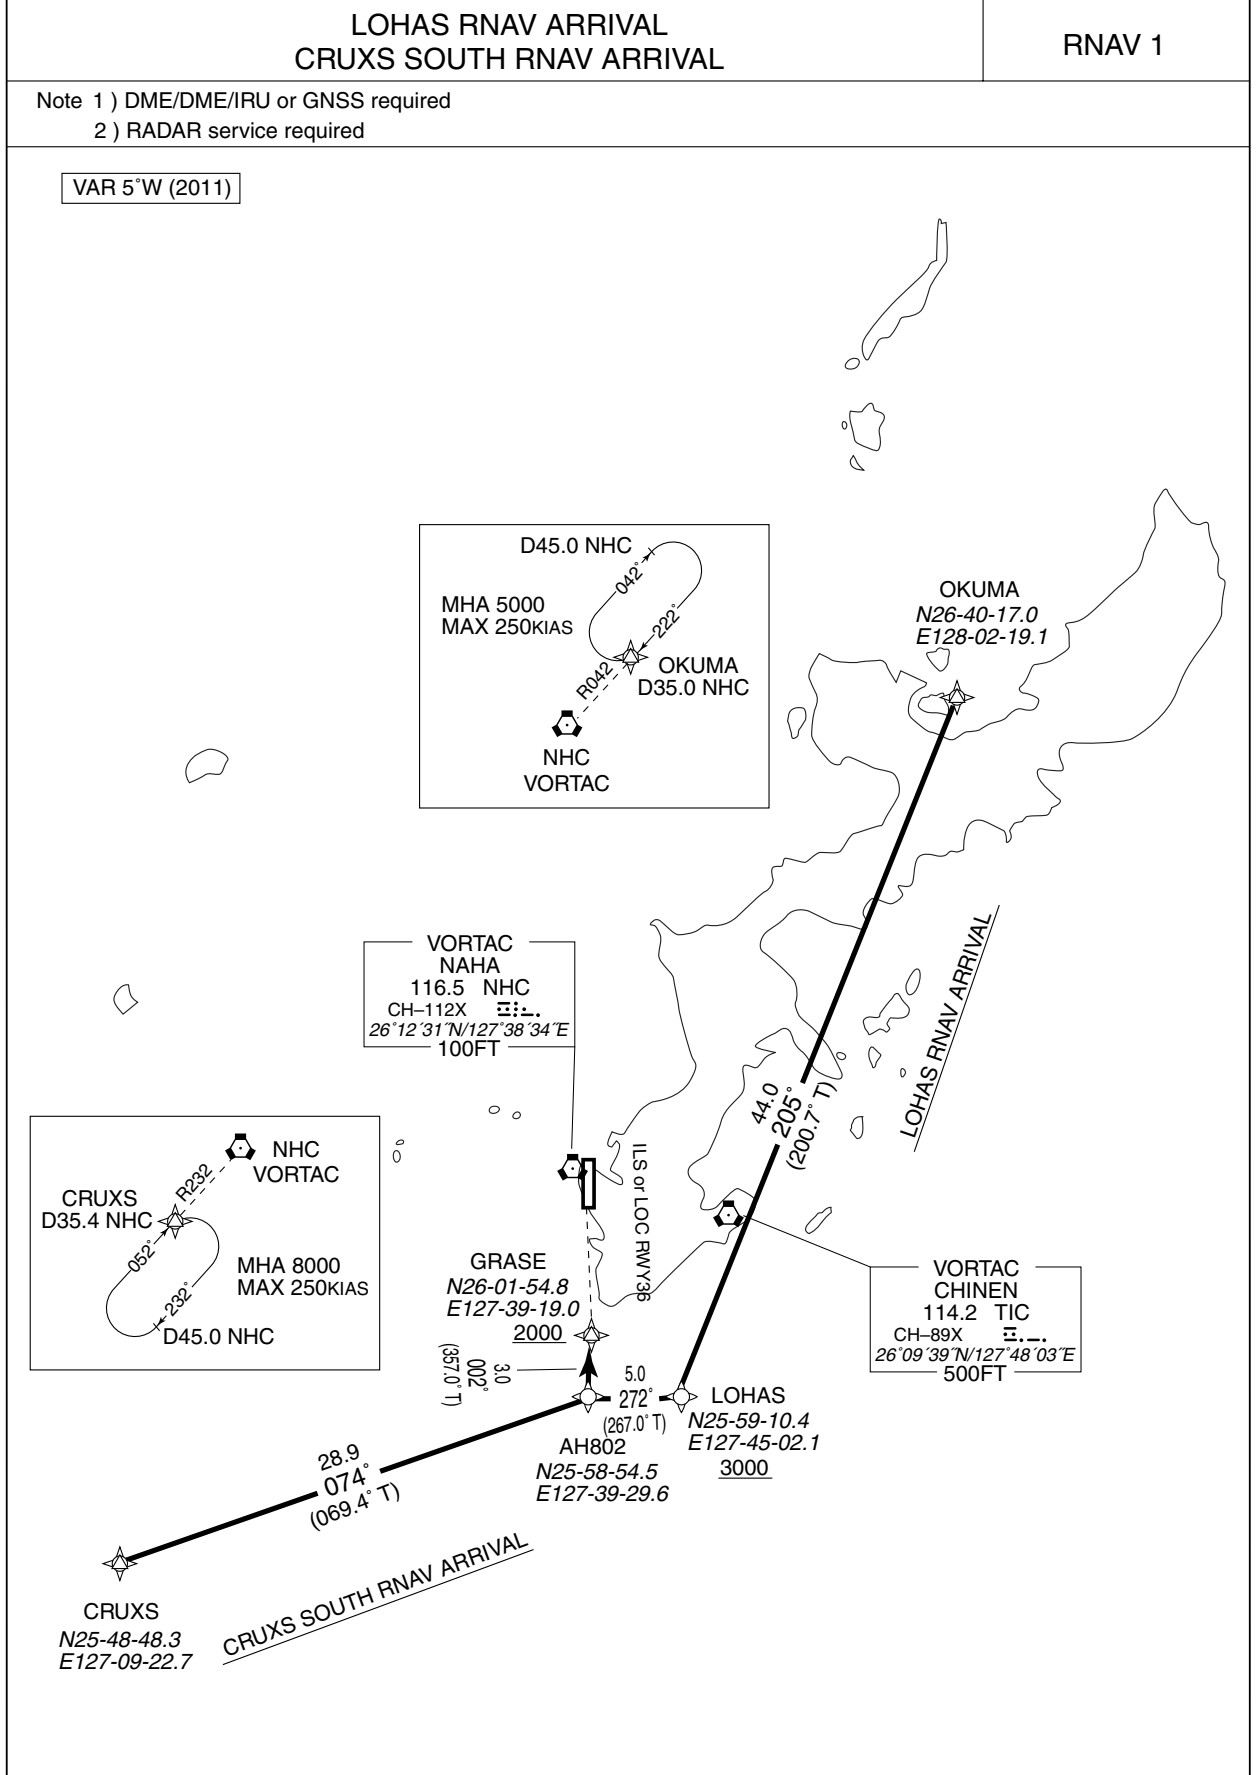 LOHAS RNAV ARRIVAL
CRUXS SOUTH RNAV ARRIVAL
RNAV 1
Note 1 ) DME/DME/IRU or GNSS required
2 ) RADAR service required
VAR 5°W (2011)
D45.0 NHC
042°
222°
MHA 5000
MAX 250KIAS
OKUMA
D35.0 NHC
R042
NHC
VORTAC
OKUMA
N26-40-17.0
E128-02-19.1
VORTAC
NAHA
116.5 NHC
CH–112X
26°12´31˝N/127°38´34˝E
100FT
LOHAS RNAV ARRIVAL
44.0
205°
(200.7° T)
NHC
VORTAC
R232
CRUXS
D35.4 NHC
052°
232°
MHA 8000
MAX 250KIAS
D45.0 NHC
ILS or LOC RWY36
GRASE
N26-01-54.8
E127-39-19.0
2000
VORTAC
CHINEN
114.2 TIC
CH–89X
26°09´39˝N/127°48´03˝E
500FT
3.0
002°
(357.0° T)
5.0
272°
(267.0° T)
LOHAS
N25-59-10.4
E127-45-02.1
3000
AH802
N25-58-54.5
E127-39-29.6
28.9
074°
(069.4° T)
CRUXS SOUTH RNAV ARRIVAL
CRUXS
N25-48-48.3
E127-09-22.7